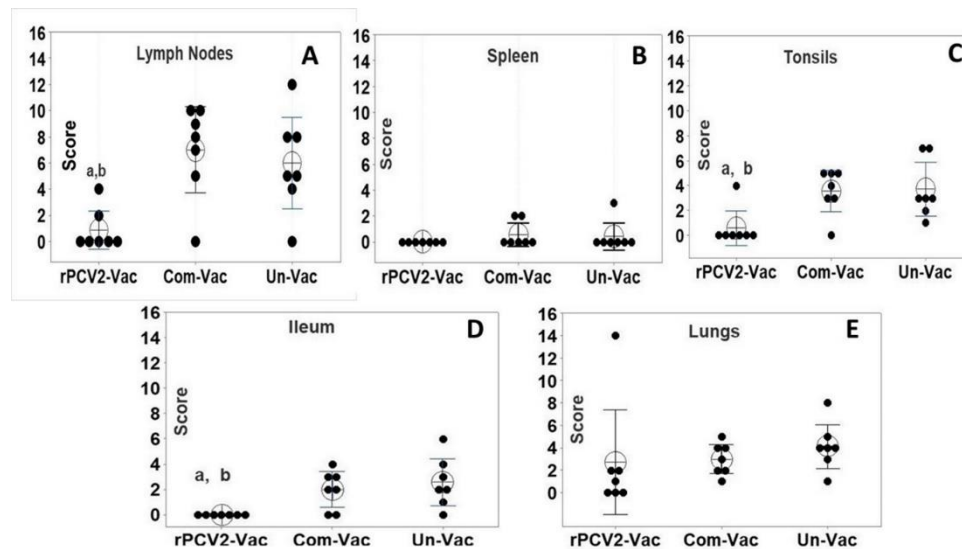 Lymph Nodes
A
Score
16
14
12
10
8
6
4
2
0
a,b
rPCV2-Vac Com-Vac Un-Vac
Spleen
B
16
14
12
10
8
6
4
2
0
rPCV2-Vac Com-Vac Un-Vac
Tonsils
C
Score
16
14
12
10
8
6
4
2
0
a, b
rPCV2-Vac Com-Vac Un-Vac
Ileum
D
Score
16
14
12
10
8
6
4
2
0
a, b
rPCV2-Vac Com-Vac Un-Vac
Lungs
E
Score
16
14
12
10
8
6
4
2
0
rPCV2-Vac Com-Vac Un-Vac